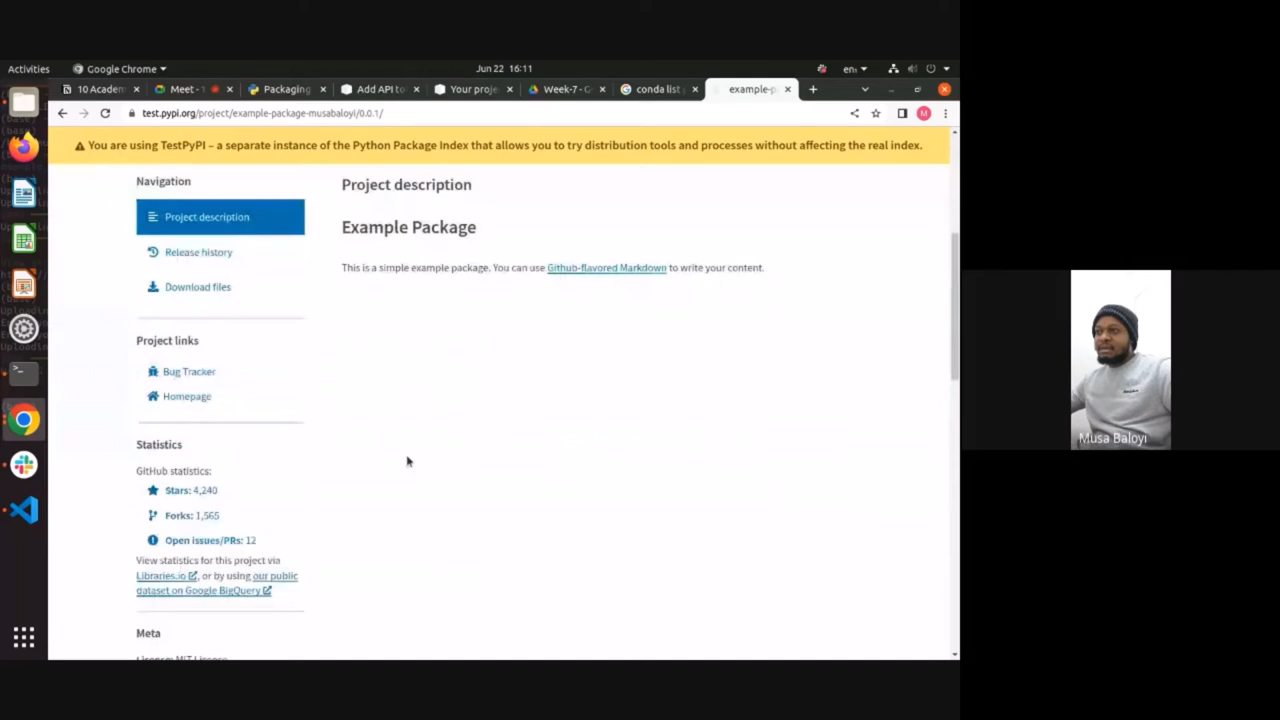 Activities
Google Chrome
Jun 22 16:11
en
10 Academ
Meet - 1
Packaging
Add API to
Your proje
Week-7 - G
conda list
example-p
test.pypi.org/project/example-package-musabaloyi/0.0.1/
M
You are using TestPyPI – a separate instance of the Python Package Index that allows you to try distribution tools and processes without affecting the real index.
Navigation
Project description
Release history
Download files
Project links
Bug Tracker
Homepage
Statistics
GitHub statistics:
Stars: 4,240
Forks: 1,565
Open issues/PRs: 12
View statistics for this project via
Libraries.io, or by using our public
dataset on Google BigQuery
Meta
License: MIT License
Project description
Example Package
This is a simple example package. You can use Github-flavored Markdown to write your content.
Musa Baloyi